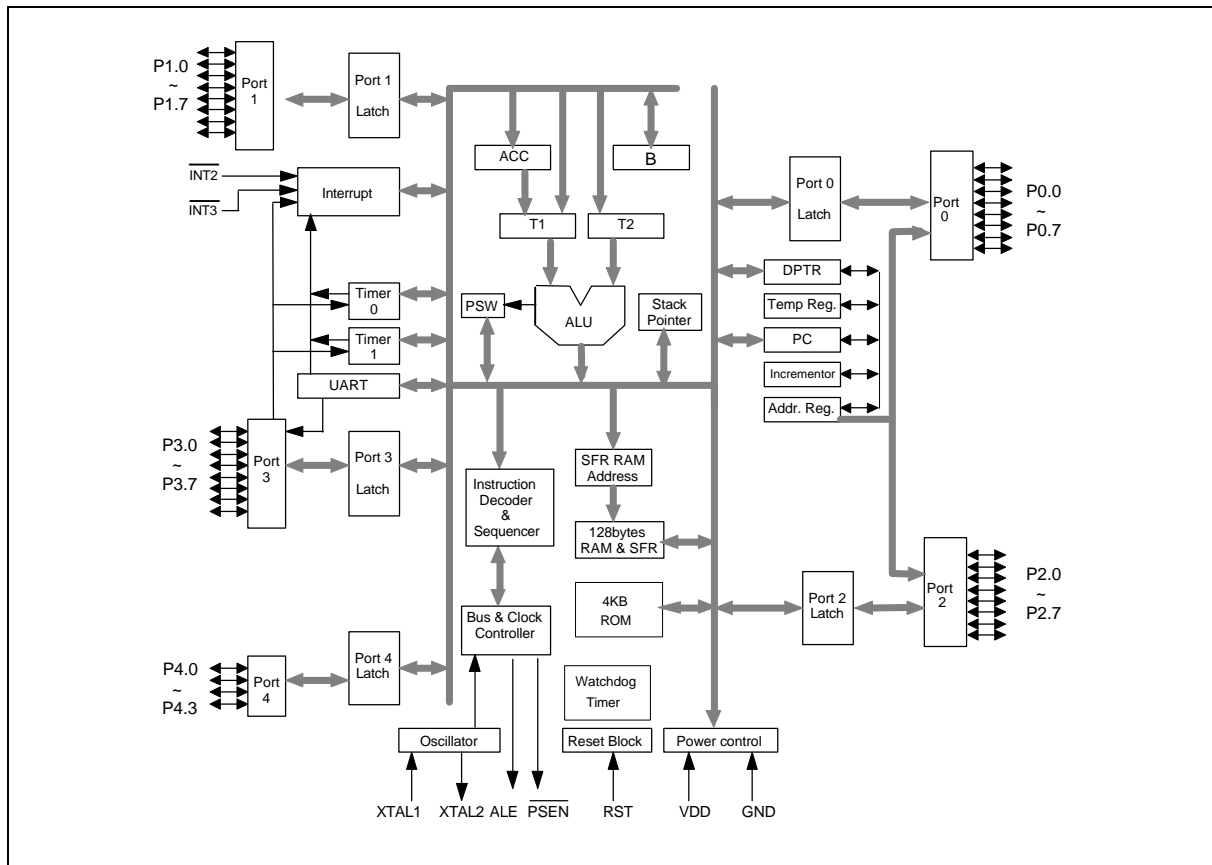 P1.0
~
P1.7
Port
1
Port 1
Latch
INT2
INT3
Interrupt
ACC
B
T1
T2
Port 0
Latch
Port
0
P0.0
~
P0.7
DPTR
Temp Reg.
PC
Incrementor
Addr. Reg.
Timer
0
Timer
1
UART
PSW
ALU
Stack
Pointer
P3.0
~
P3.7
Port
3
Port 3
Latch
Instruction
Decoder
&
Sequencer
SFR RAM
Address
128bytes
RAM & SFR
4KB
ROM
Port 2
Latch
Port
2
P2.0
~
P2.7
Bus & Clock
Controller
P4.0
~
P4.3
Port
4
Port 4
Latch
Watchdog
Timer
Oscillator
Reset Block
Power control
XTAL1
XTAL2
ALE
PSEN
RST
VDD
GND